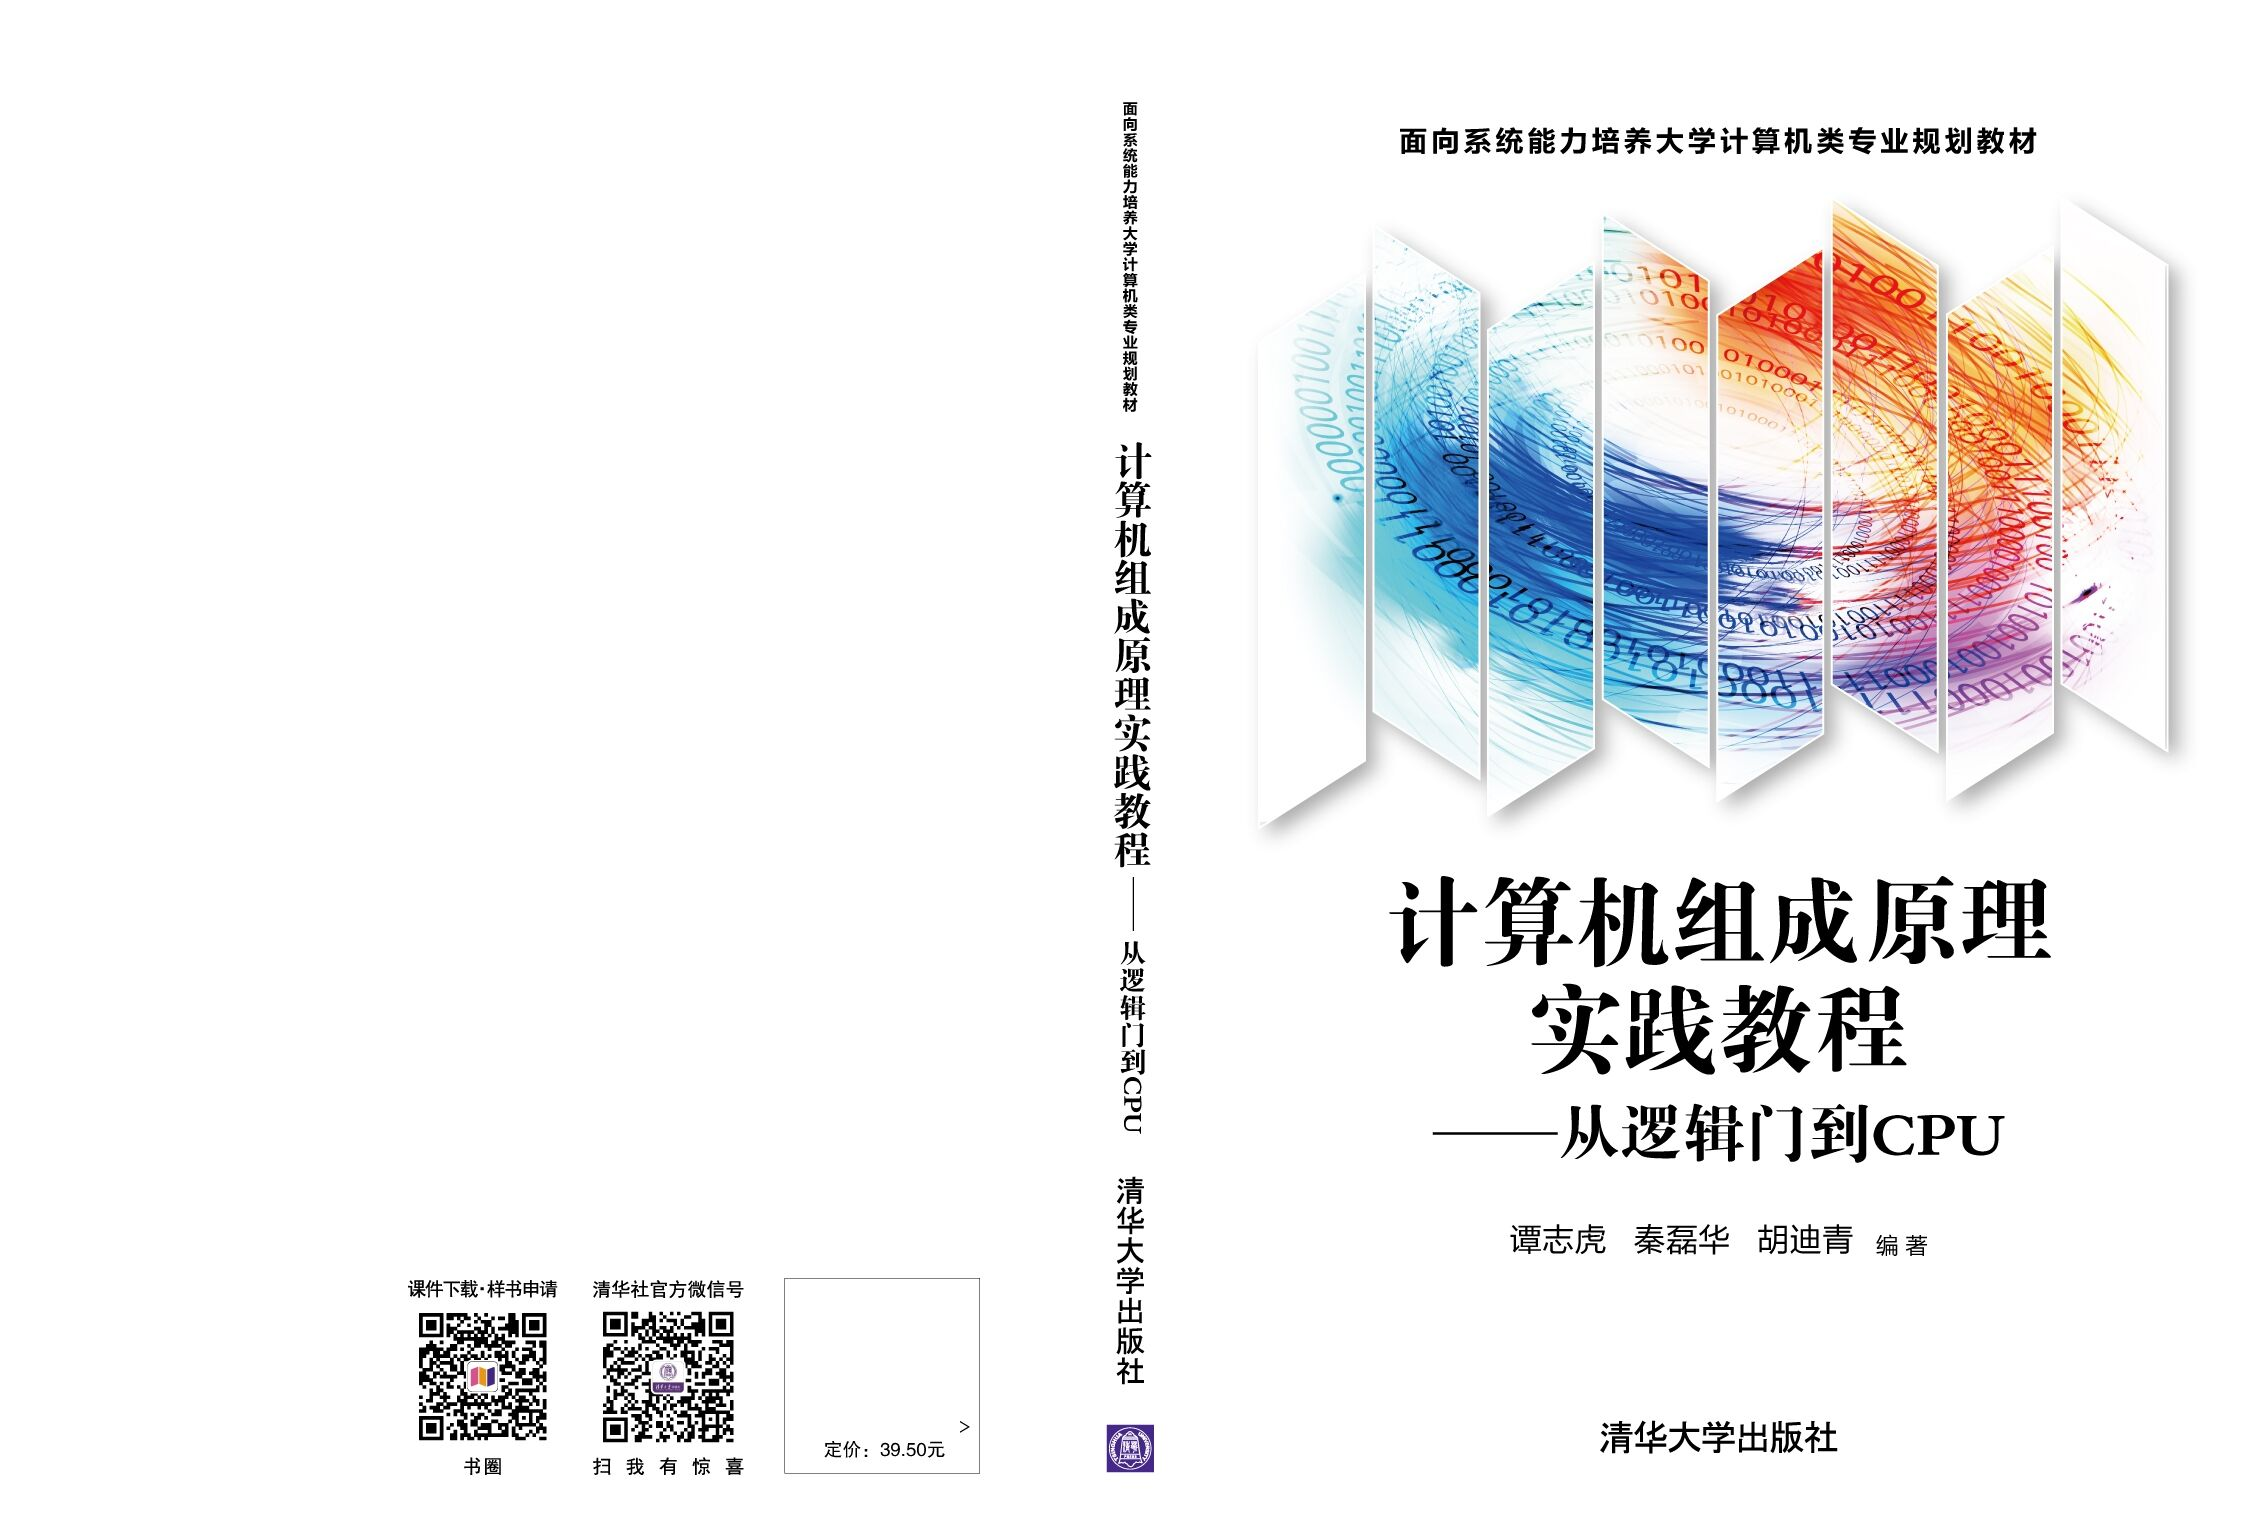 面向系统能力培养大学计算机类专业规划教材
计算机组成原理
实践教程
——从逻辑门到CPU
谭志虎 秦磊华 胡迪青 编著
清华大学出版社
面向系统能力培养大学计算机类专业规划教材
计算机组成原理实践教程——从逻辑门到CPU
清华大学出版社
课件下载·样书申请
书圈
清华社官方微信号
扫我有惊喜
>
定价：39.50元